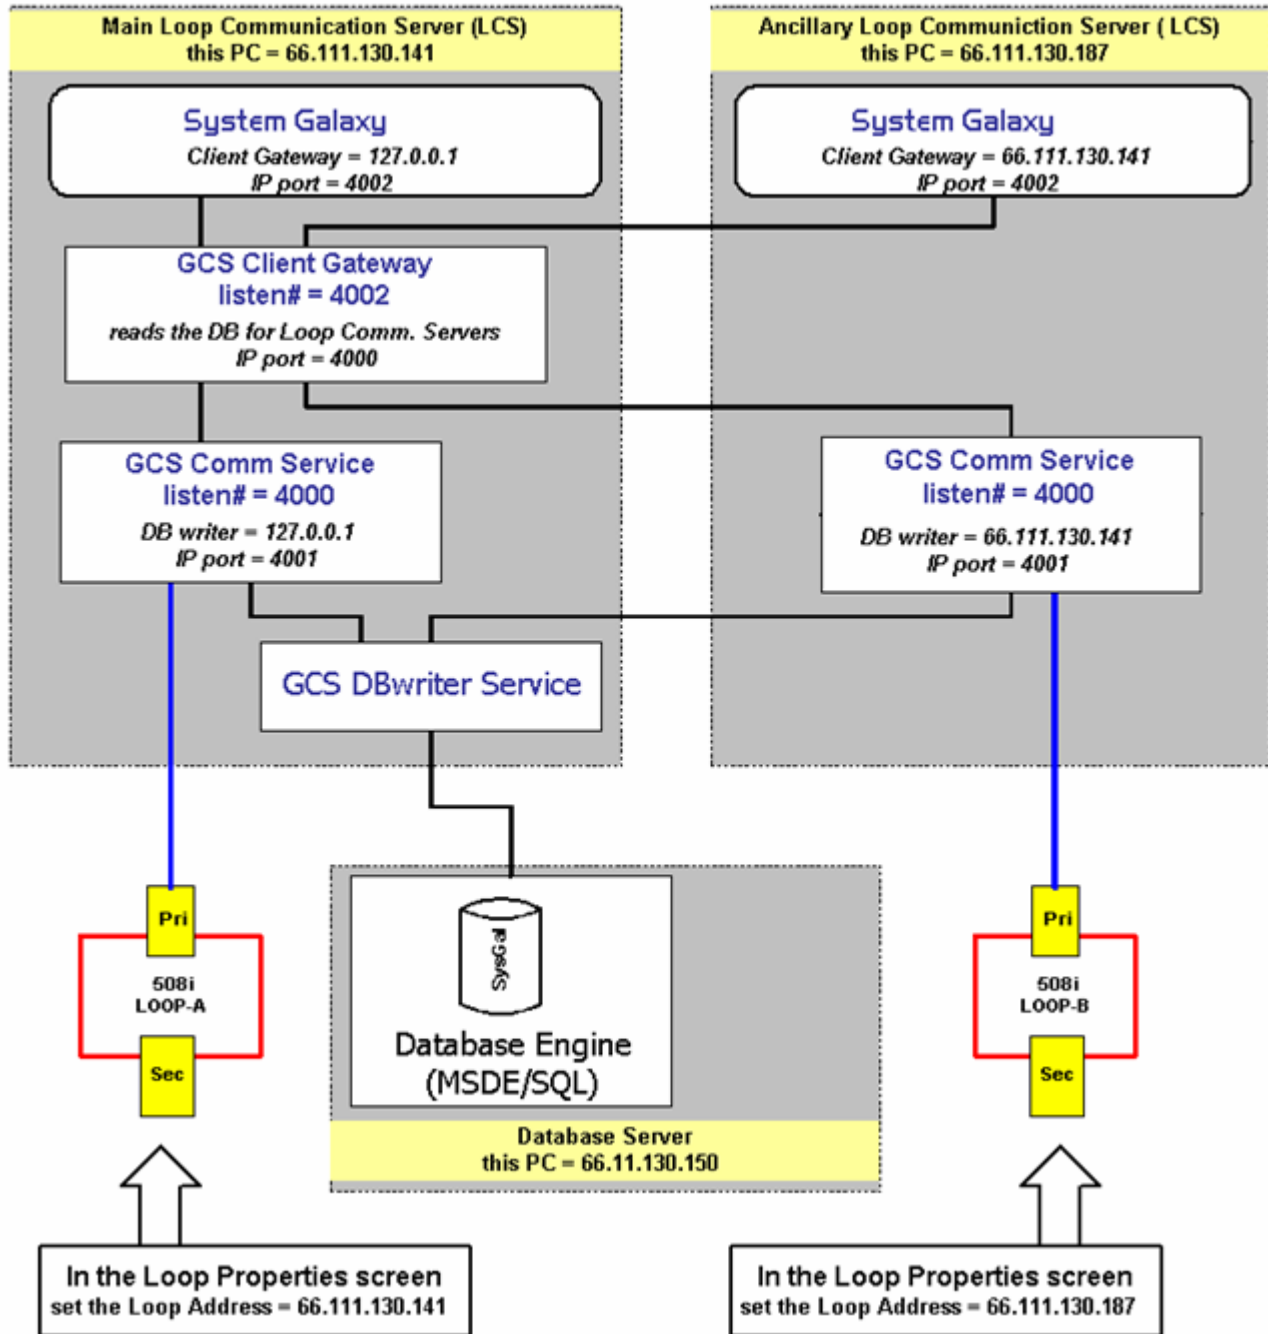 Main Loop Communication Server (LCS)
this PC = 66.111.130.141
System Galaxy
Client Gateway = 127.0.0.1
IP port = 4002
GCS Client Gateway
listen# = 4002
reads the DB for Loop Comm. Servers
IP port = 4000
GCS Comm Service
listen# = 4000
DB writer = 127.0.0.1
IP port = 4001
GCS DBwriter Service
Ancillary Loop Communiction Server ( LCS)
this PC = 66.111.130.187
System Galaxy
Client Gateway = 66.111.130.141
IP port = 4002
GCS Comm Service
listen# = 4000
DB writer = 66.111.130.141
IP port = 4001
Pri
508i
LOOP-A
Sec
SysGal
Database Engine
(MSDE/SQL)
Database Server
this PC = 66.11.130.150
Pri
508i
LOOP-B
Sec
In the Loop Properties screen
set the Loop Address = 66.111.130.141
In the Loop Properties screen
set the Loop Address = 66.111.130.187